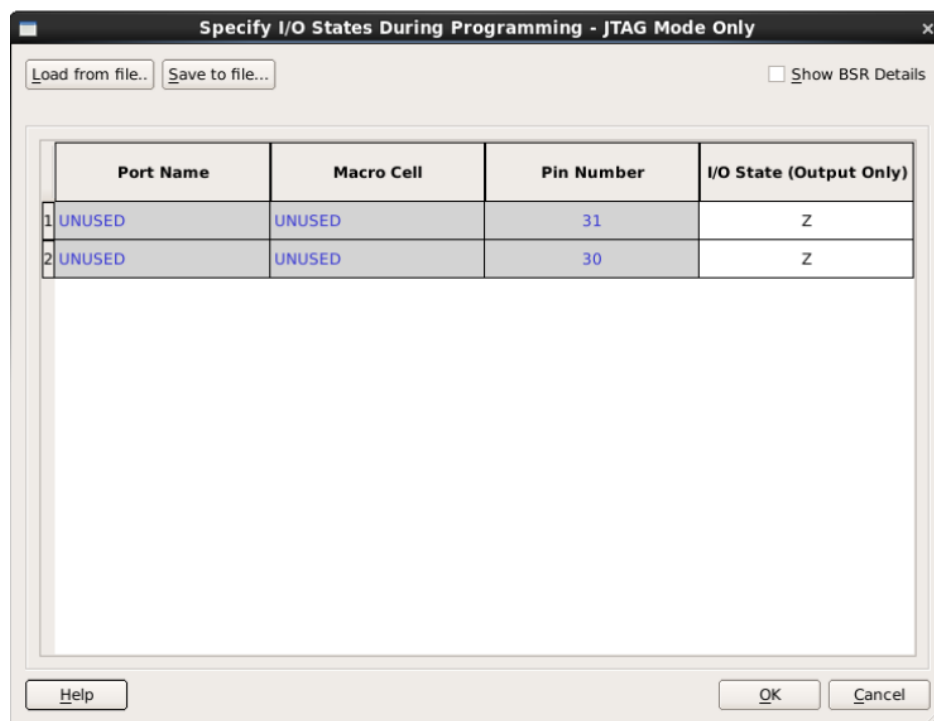 Specify I/O States During Programming - JTAG Mode Only
Load from file.. Save to file... Show BSR Details
Port Name Macro Cell Pin Number I/O State (Output Only)
1 UNUSED UNUSED 31 Z
2 UNUSED UNUSED 30 Z
Help OK Cancel